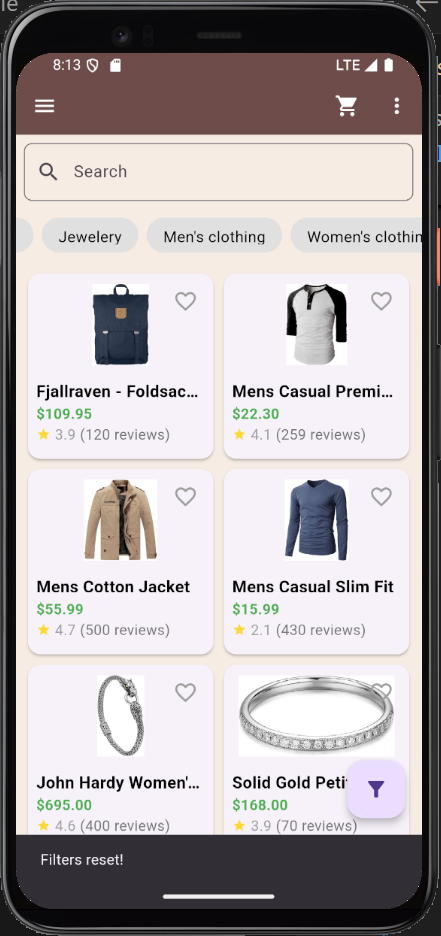 8:13
LTE
Search
Jewelery
Men's clothing
Women's clothin
Fjallraven - Foldsac...
Mens Casual Premi...
$109.95
$22.30
3.9 (120 reviews)
4.1 (259 reviews)
Mens Cotton Jacket
Mens Casual Slim Fit
$55.99
$15.99
4.7 (500 reviews)
2.1 (430 reviews)
John Hardy Women'...
Solid Gold Petit
$695.00
$168.00
4.6 (400 reviews)
3.9 (70 reviews)
Filters reset!